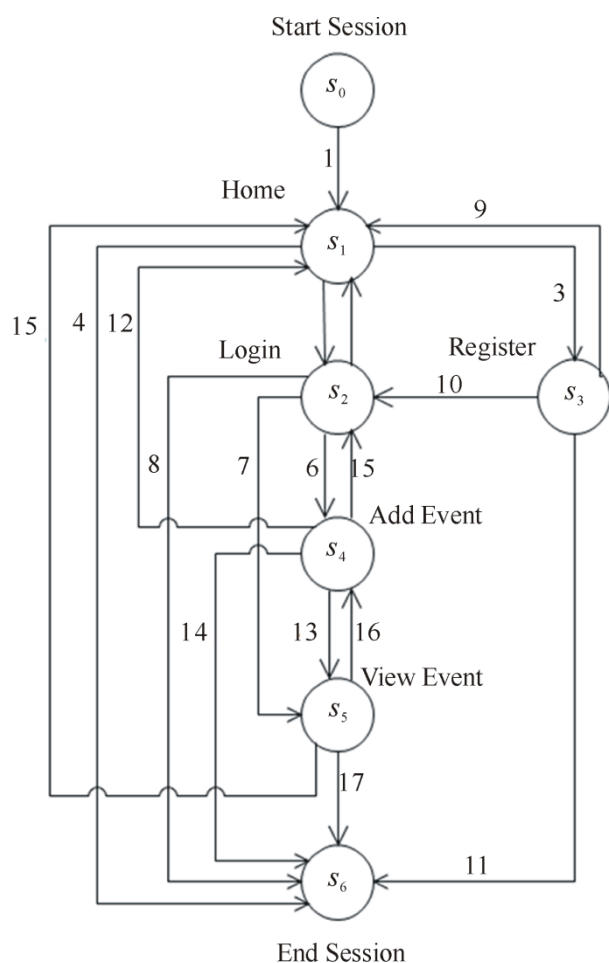 Start Session
s₀
1
Home
9
s₁
15
4
12
3
Login
Register
s₂
10
s₃
8
7
6
15
Add Event
s₄
14
13
16
View Event
s₅
17
s₆
11
End Session